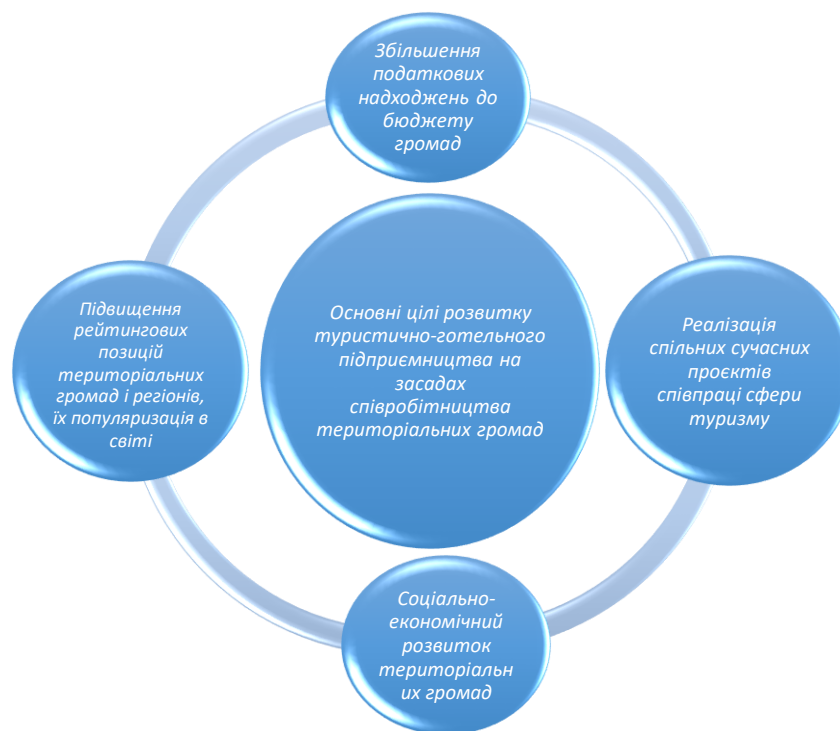 Збільшення
податкових
надходжень до
бюджету
громад
Підвищення
рейтингових
позицій
територіальних
громад і регіонів,
їх популяризація в
світі
Основні цілі розвитку
туристично-готельного
підприємництва на
засадах
співробітництва
територіальних громад
Реалізація
спільних сучасних
проєктів
співпраці сфери
туризму
Соціально-
економічний
розвиток
територіальн
их громад